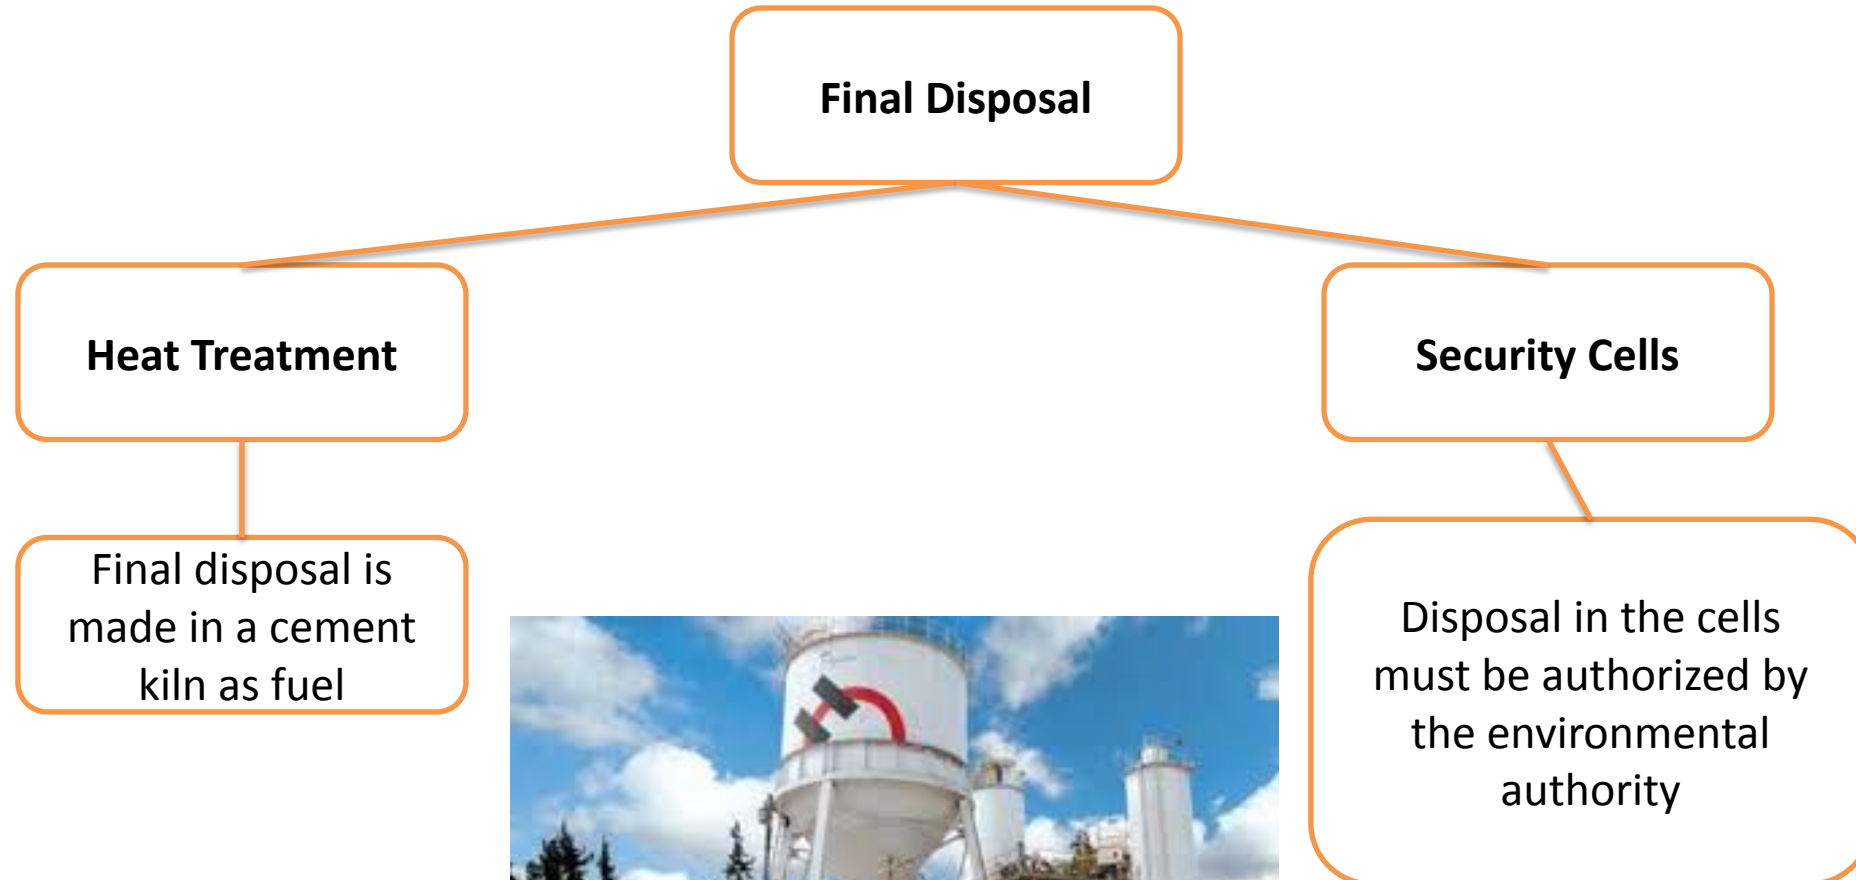 Final Disposal
Heat Treatment
Security Cells
Final disposal is
made in a cement
kiln as fuel
Disposal in the cells
must be authorized by
the environmental
authority